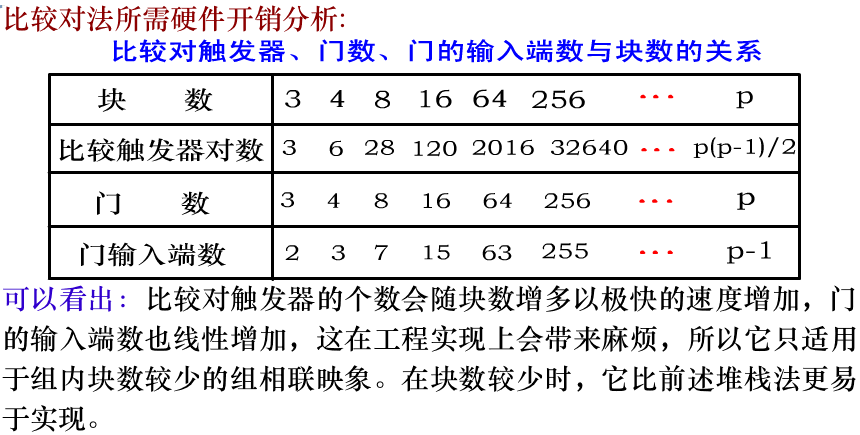 比较对法所需硬件开销分析:
比较对触发器、门数、门的输入端数与块数的关系
块 数 3 4 8 16 64 256 ··· p
比较触发器对数 3 6 28 120 2016 32640 ··· p(p-1)/2
门 数 3 4 8 16 64 256 ··· p
门输入端数 2 3 7 15 63 255 ··· p-1
可以看出：比较对触发器的个数会随块数增多以极快的速度增加，门
的输入端数也线性增加，这在工程实现上会带来麻烦，所以它只适用
于组内块数较少的组相联映象。在块数较少时，它比前述堆栈法更易
于实现。